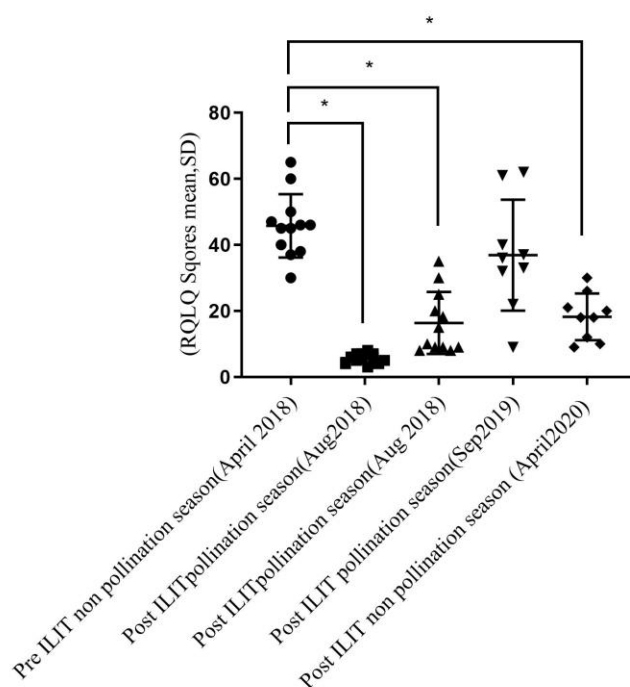 *
*
*
80
60
40
20
0
(RQLQ Sqores mean,SD)
Pre ILIT non pollination season(April 2018)
Post ILITpollination season(Aug2018)
Post ILITpollination season(Aug 2018)
Post ILIT pollination season(Sep2019)
Post ILIT non pollination season (April2020)